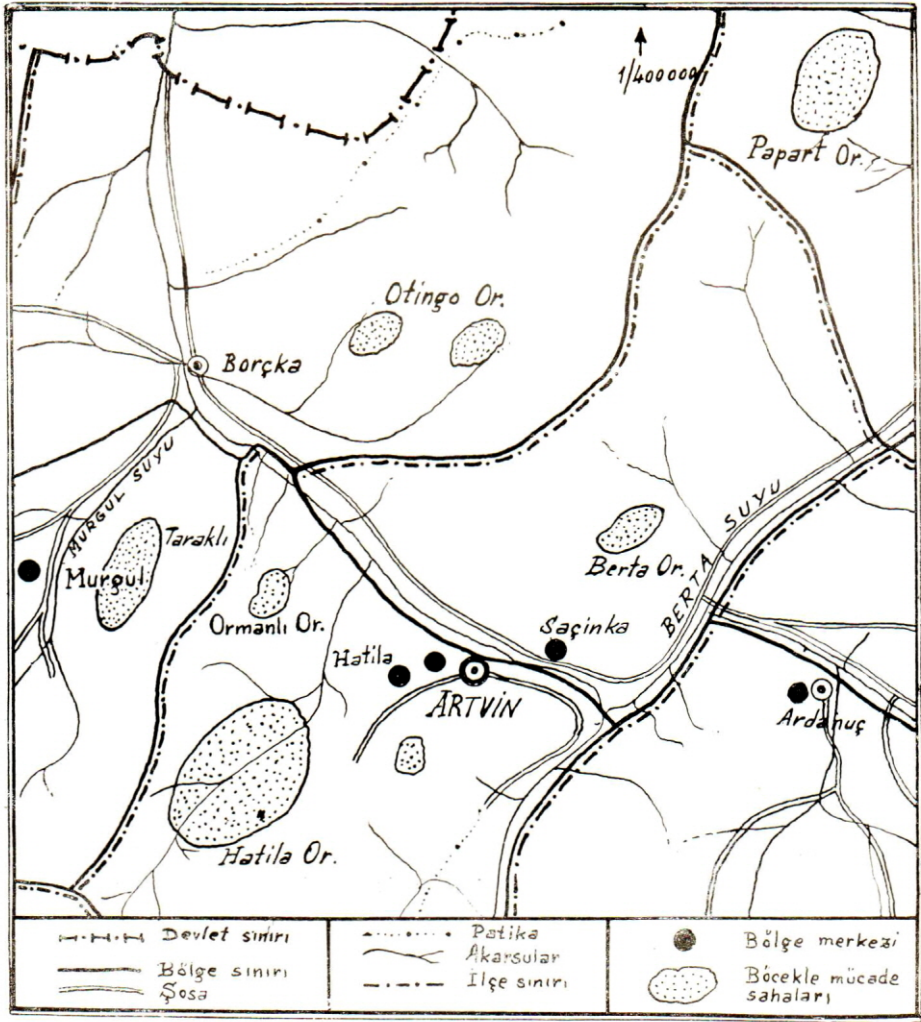 1/400000
Papart Or.
Otingo Or.
Borçka
MURGUL SUYU
Taraklı
Murgul
Ormanlı Or.
Berta Or.
BERTA SUYU
Saçinka
Hatila
ARTVİN
Ardanuç
Hatila Or.
Devlet sınırı
Bölge sınırı
Şosa
Patika
Akarsular
İlçe sınırı
Bölge merkezi
Böcekle mücade
sahaları